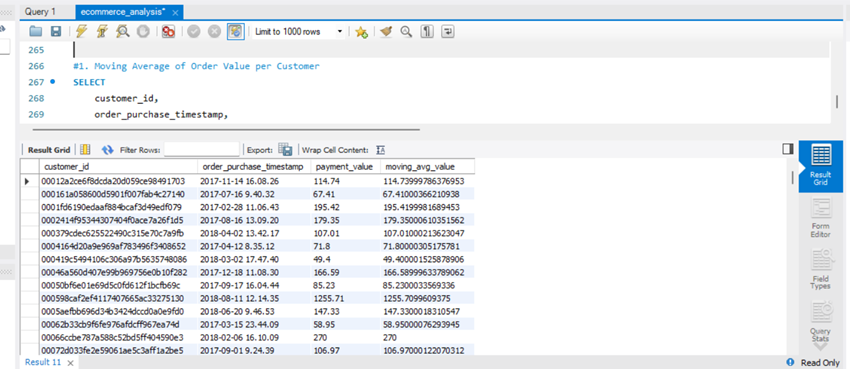 Query 1 ecommerce_analysis*
Limit to 1000 rows
265
266 #1. Moving Average of Order Value per Customer
267 SELECT
268 customer_id,
269 order_purchase_timestamp,
Result Grid Filter Rows: Export: Wrap Cell Content:
customer_id order_purchase_timestamp payment_value moving_avg_value
00012a2ce6f8dcda20d059ce98491703 2017-11-14 16.08.26 114.74 114.73999786376953
000161a058600d5901f007fab4c27140 2017-07-16 9.40.32 67.41 67.41000366210938
0001fd6190edaaf884bcaf3d49edf079 2017-02-28 11.06.43 195.42 195.4199981689453
0002414f95344307404f0ace7a26f1d5 2017-08-16 13.09.20 179.35 179.35000610351562
000379cdec625522490c315e70c7a9fb 2018-04-02 13.42.17 107.01 107.01000213623047
0004164d20a9e969af783496f3408652 2017-04-12 8.35.12 71.8 71.80000305175781
000419c5494106c306a97b5635748086 2018-03-02 17.47.40 49.4 49.400001525878906
00046a560d407e99b969756e0b10f282 2017-12-18 11.08.30 166.59 166.58999633789062
00050bf6e01e69d5c0fd612f1bcfb69c 2017-09-17 16.04.44 85.23 85.2300033569336
000598caf2ef4117407665ac33275130 2018-08-11 12.14.35 1255.71 1255.7099609375
0005aefbb696d34b3424dccd0a0e9fd0 2018-06-20 9.46.53 147.33 147.3300018310547
00062b33cb9f6fe976afdcff967ea74d 2017-03-15 23.44.09 58.95 58.95000076293945
00066ccbe787a588c52bd5ff404590e3 2018-02-06 16.10.09 270 270
00072d033fe2e59061ae5c3aff1a2be5 2017-09-01 9.24.39 106.97 106.97000122070312
Result
Grid
Form
Editor
Field
Types
Query
Stats
Result 11 Read Only